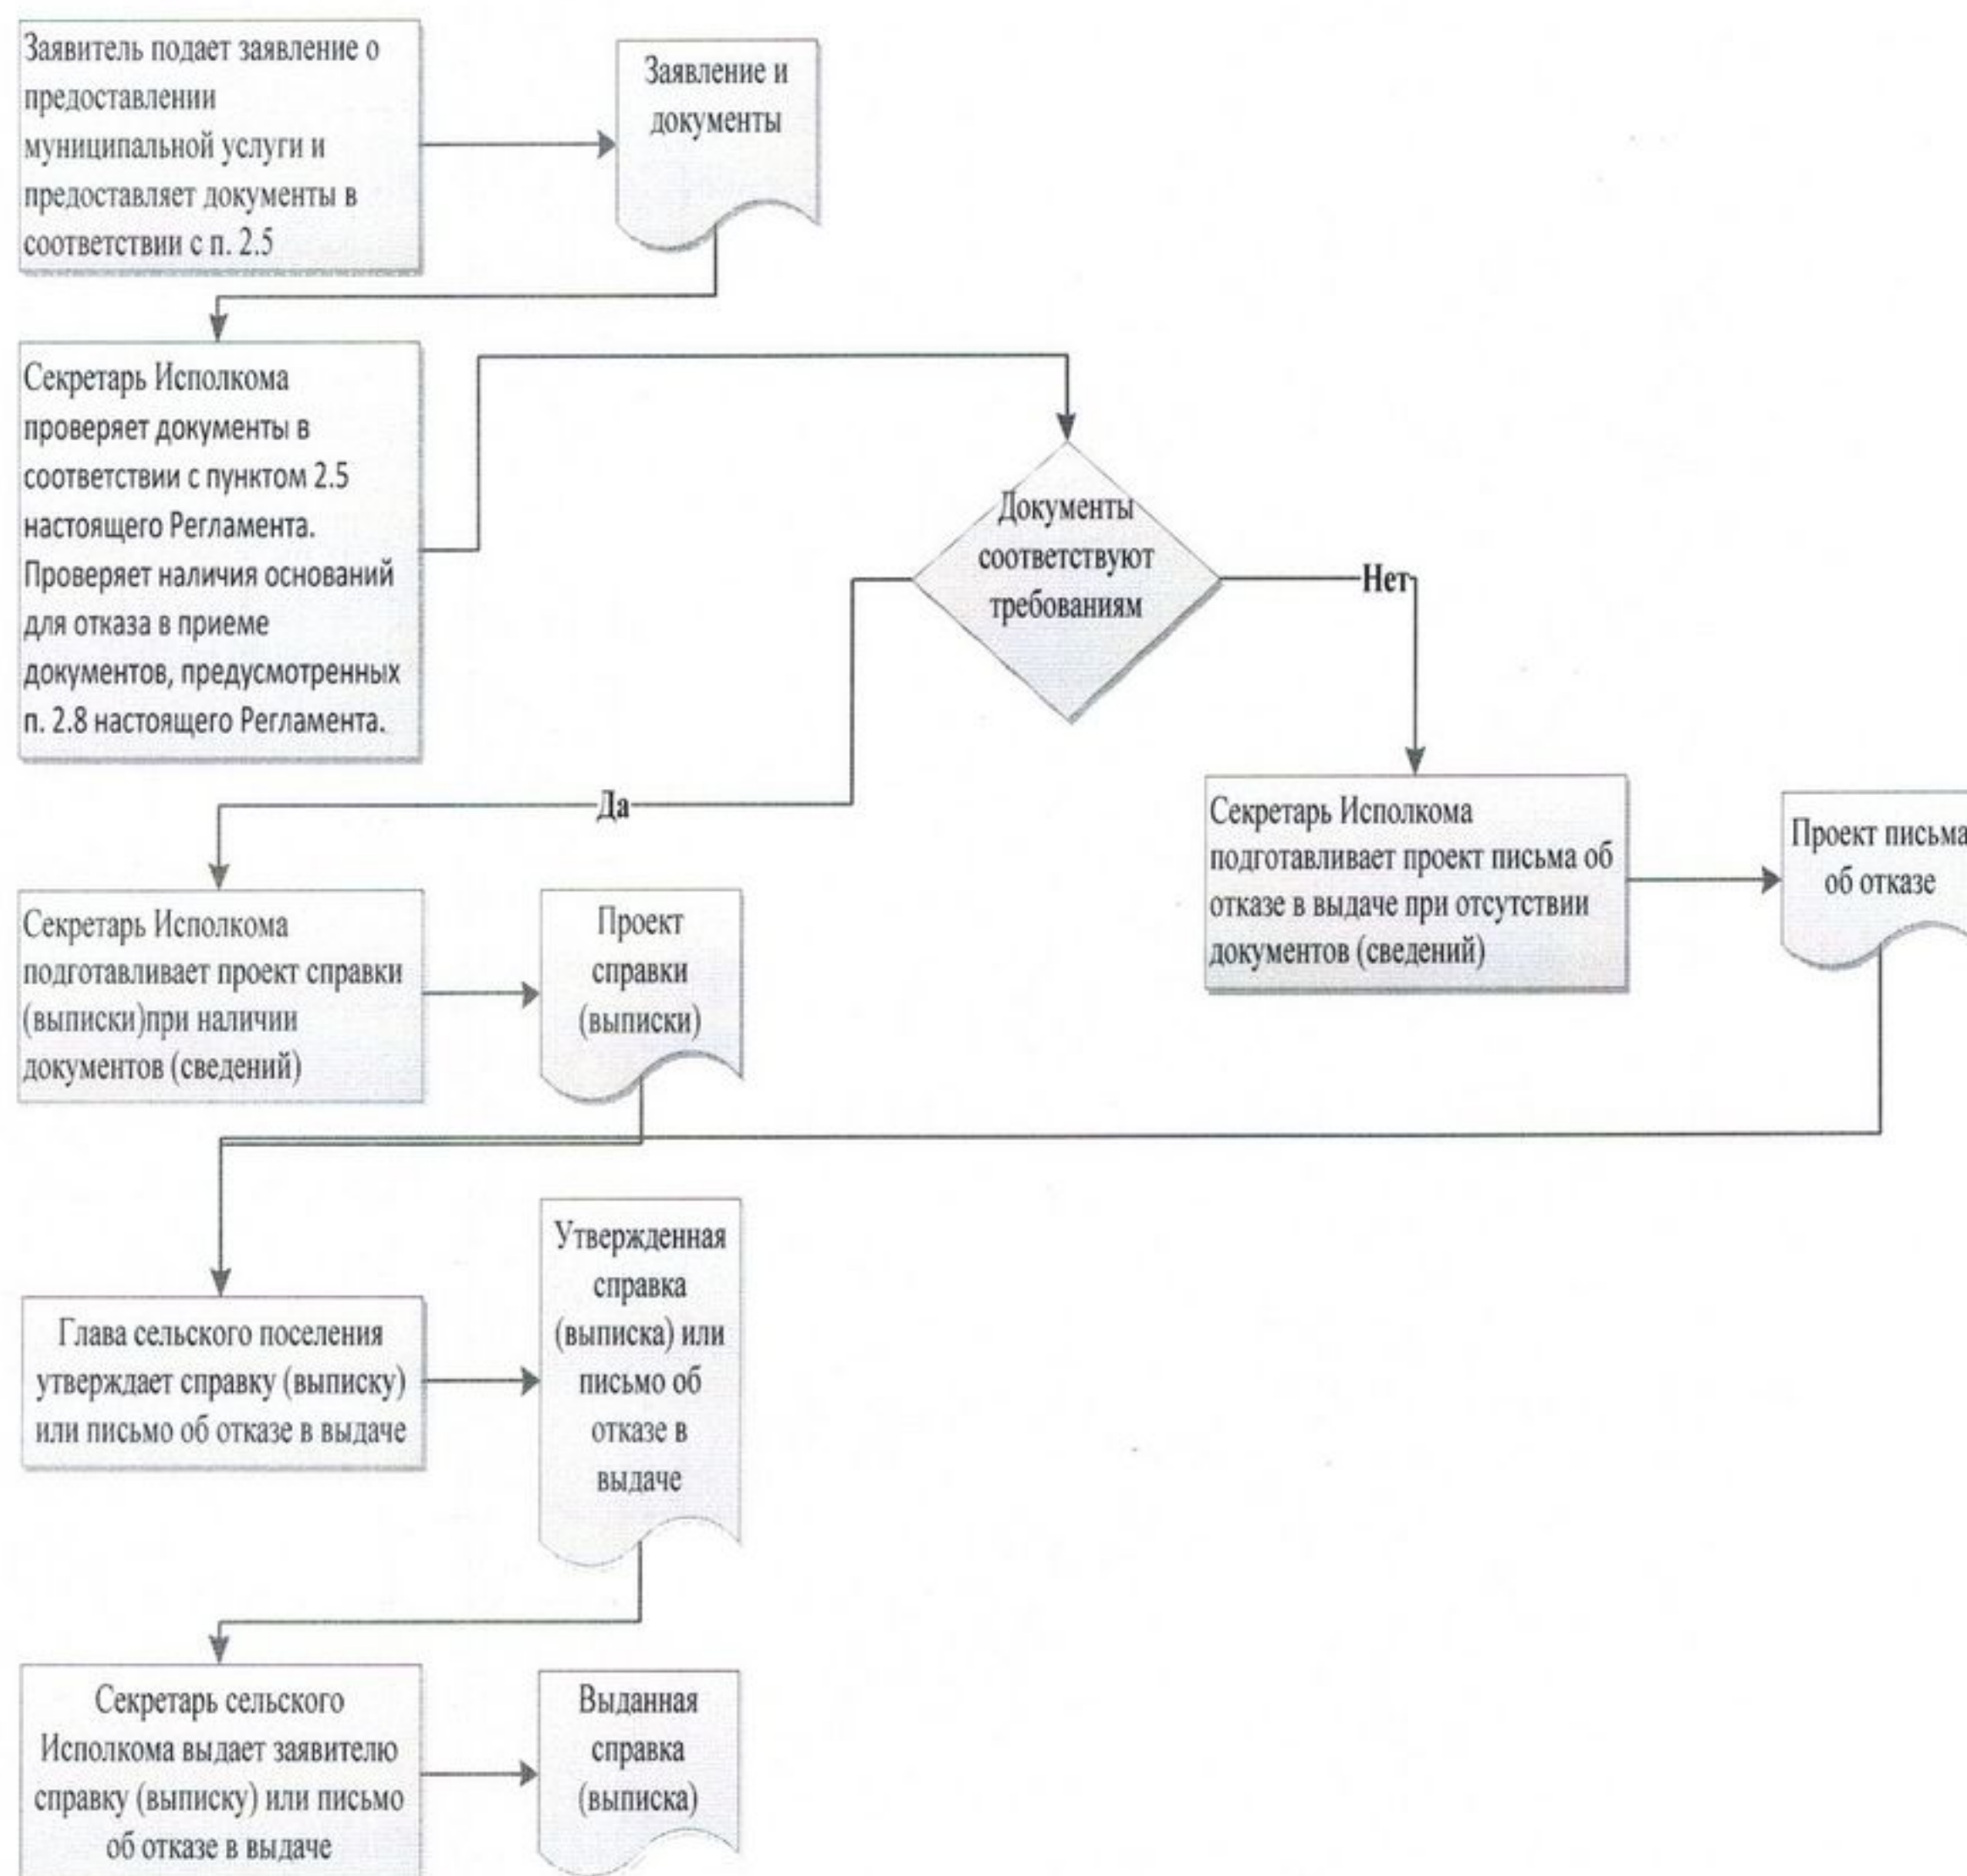 Заявитель подает заявление о
предоставлении
муниципальной услуги и
предоставляет документы в
соответствии с п. 2.5
Заявление и
документы
Секретарь Исполкома
проверяет документы в
соответствии с пунктом 2.5
настоящего Регламента.
Проверяет наличия оснований
для отказа в приеме
документов, предусмотренных
п. 2.8 настоящего Регламента.
Документы
соответствуют
требованиям
Нет
Да
Секретарь Исполкома
подготавливает проект письма об
отказе в выдаче при отсутствии
документов (сведений)
Проект письма
об отказе
Секретарь Исполкома
подготавливает проект справки
(выписки)при наличии
документов (сведений)
Проект
справки
(выписки)
Глава сельского поселения
утверждает справку (выписку)
или письмо об отказе в выдаче
Утвержденная
справка
(выписка) или
письмо об
отказе в
выдаче
Секретарь сельского
Исполкома выдает заявителю
справку (выписку) или письмо
об отказе в выдаче
Выданная
справка
(выписка)